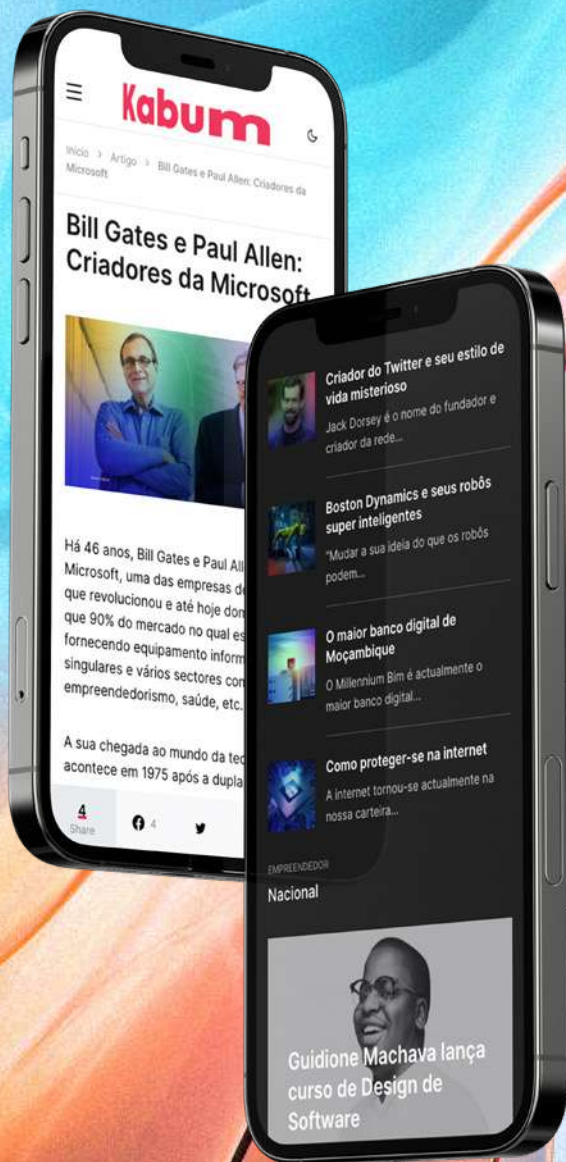 Kabum
Início > Artigo > Bill Gates e Paul Allen: Criadores da
Microsoft
Bill Gates e Paul Allen:
Criadores da Microsoft
Há 46 anos, Bill Gates e Paul All
Microsoft, uma das empresas de
que revolucionou e até hoje dom
que 90% do mercado no qual es
fornecendo equipamento inform
singulares e vários sectores com
empreendedorismo, saúde, etc.
A sua chegada ao mundo da tec
acontece em 1975 após a dupla
4
Share
4
Criador do Twitter e seu estilo de
vida misterioso
Jack Dorsey é o nome do fundador e
criador da rede...
Boston Dynamics e seus robôs
super inteligentes
"Mudar a sua ideia do que os robôs
podem...
O maior banco digital de
Moçambique
O Millennium Bim é actualmente o
maior banco digital...
Como proteger-se na internet
A internet tornou-se actualmente na
nossa carteira...
EMPREENDEDOR
Nacional
Guidione Machava lança
curso de Design de
Software